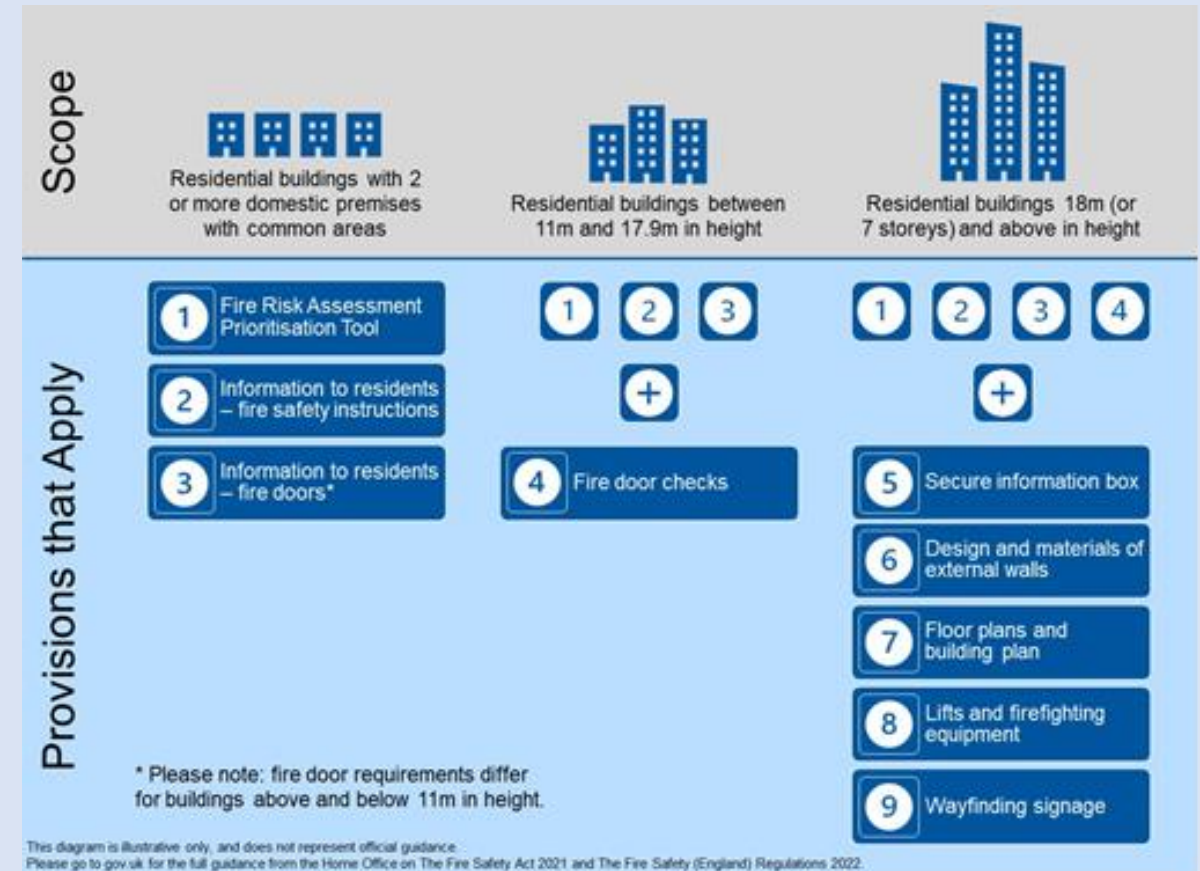 Scope
Residential buildings with 2
or more domestic premises
with common areas
Residential buildings between
11m and 17.9m in height
Residential buildings 18m (or
7 storeys) and above in height
Provisions that Apply
1 Fire Risk Assessment
Prioritisation Tool
2 Information to residents
– fire safety instructions
3 Information to residents
– fire doors*
1 2 3
+
4 Fire door checks
1 2 3 4
+
5 Secure information box
6 Design and materials of
external walls
7 Floor plans and
building plan
8 Lifts and firefighting
equipment
9 Wayfinding signage
* Please note: fire door requirements differ
for buildings above and below 11m in height.
This diagram is illustrative only, and does not represent official guidance
Please go to gov.uk for the full guidance from the Home Office on The Fire Safety Act 2021 and The Fire Safety (England) Regulations 2022.